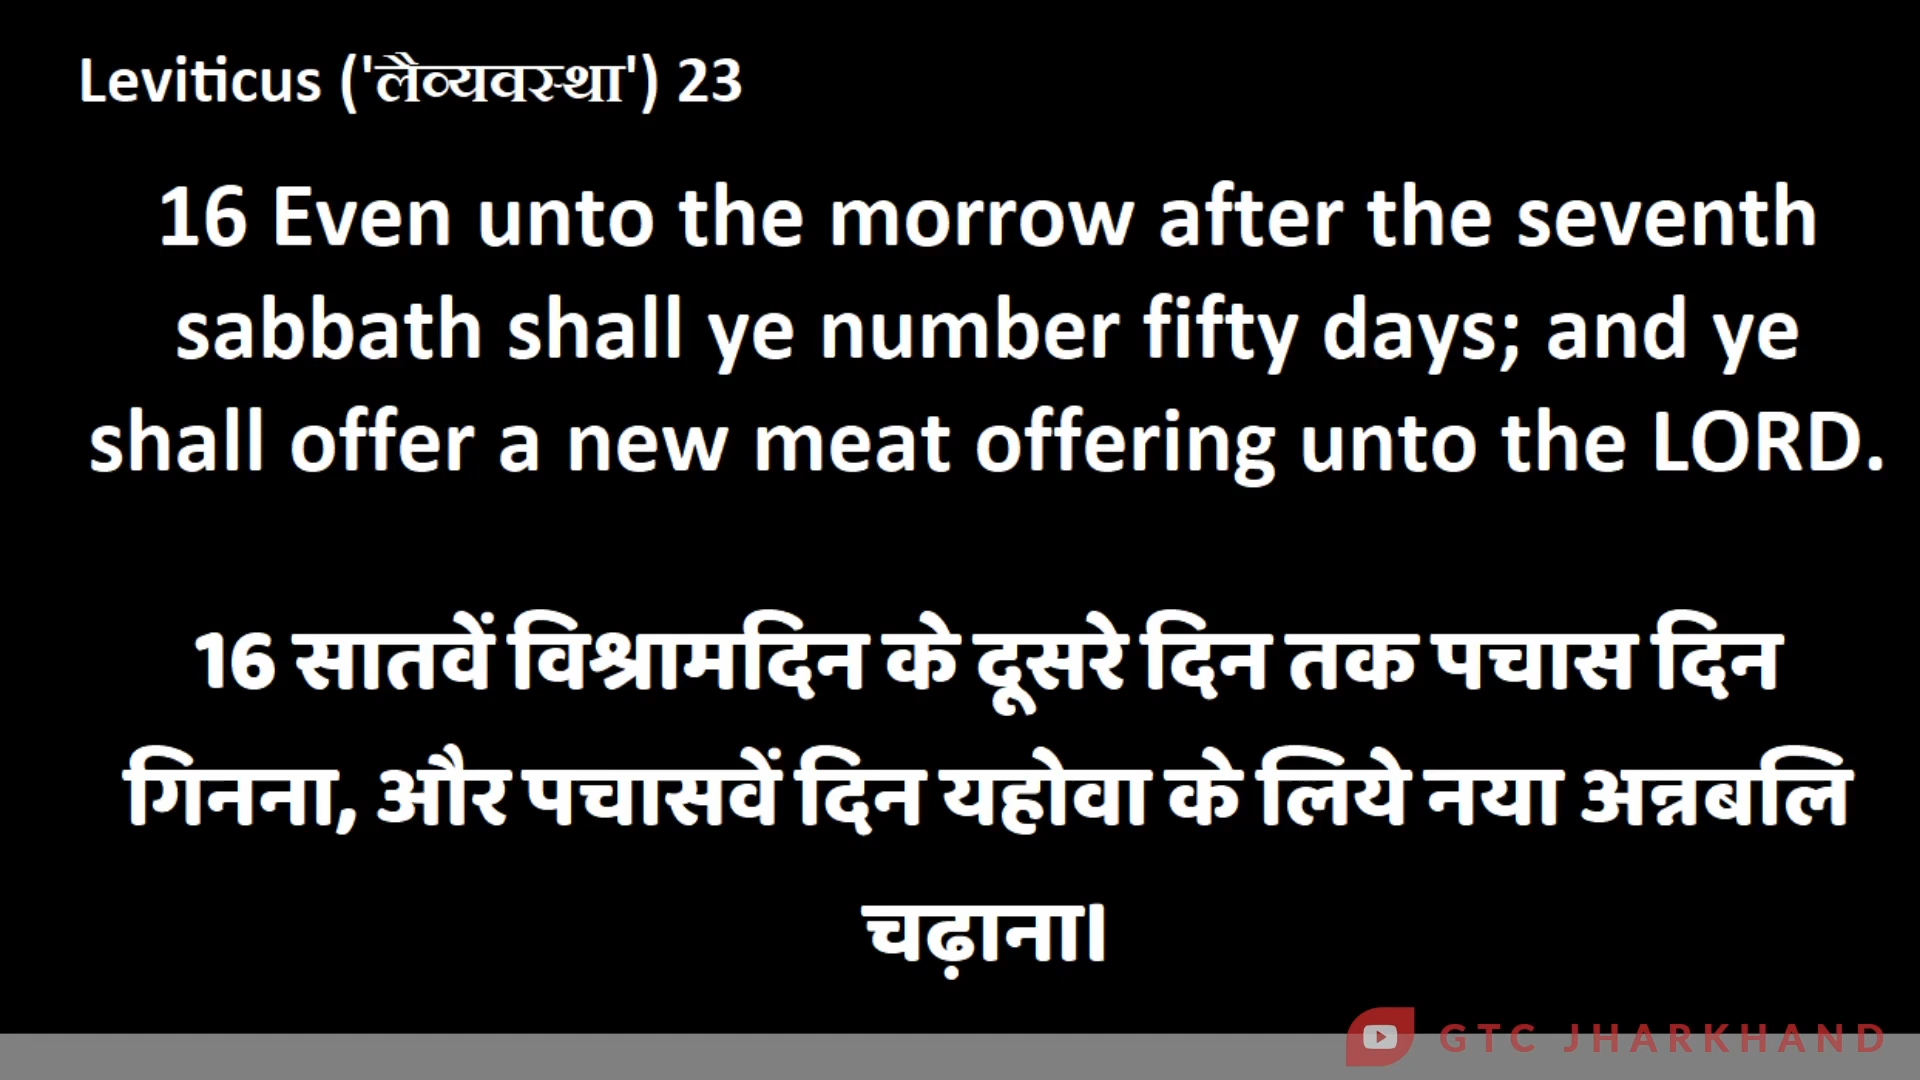 Leviticus ('लैव्यवस्था') 23
16 Even unto the morrow after the seventh
sabbath shall ye number fifty days; and ye
shall offer a new meat offering unto the LORD.
16 सातवें विश्रामदिन के दूसरे दिन तक पचास दिन
गिनना, और पचासवें दिन यहोवा के लिये नया अन्नबलि
चढ़ाना।
GTC JHARKHAND